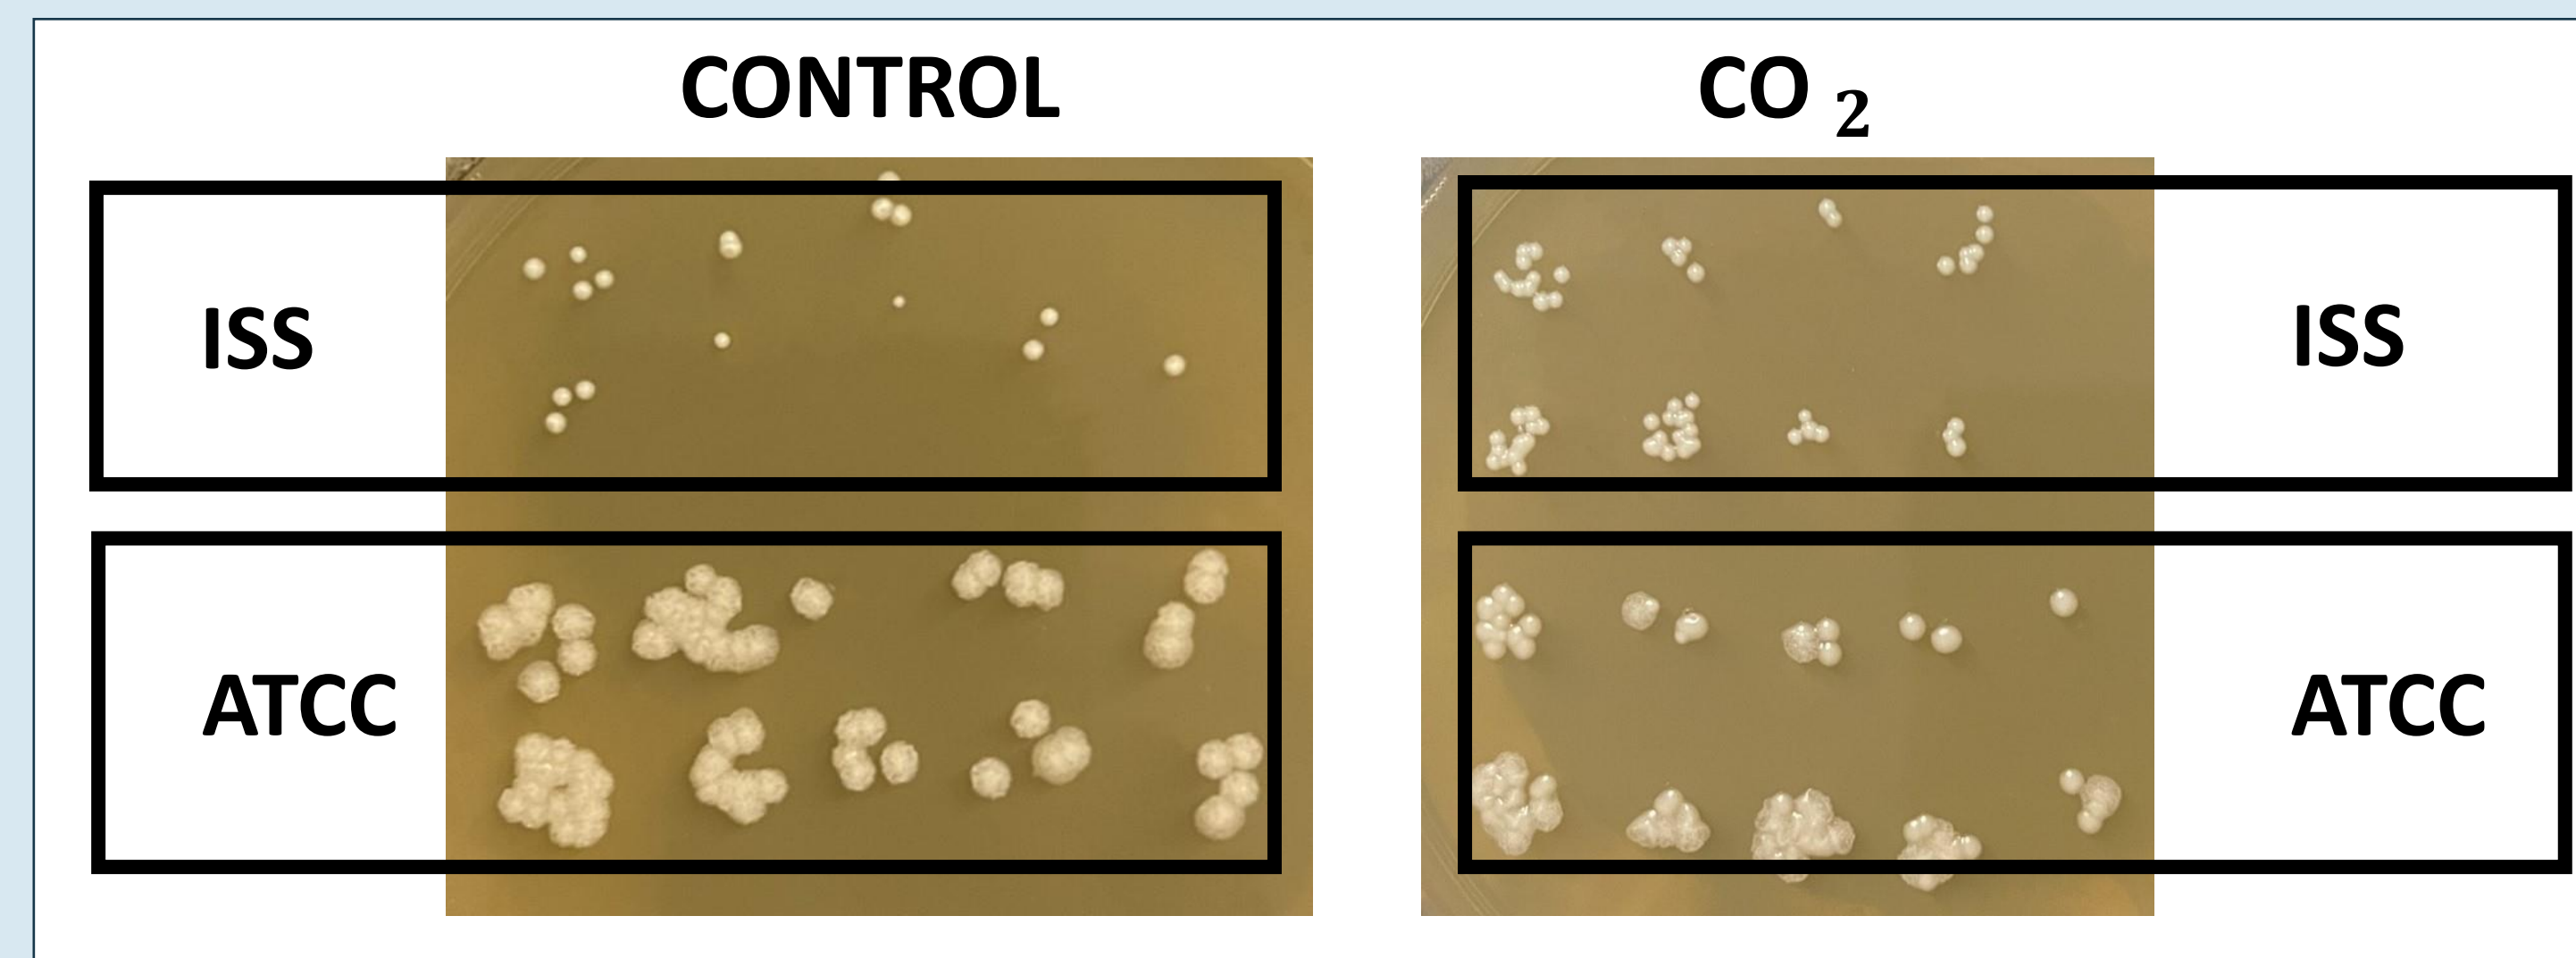 CONTROL
CO 2
ISS
ISS
ATCC
ATCC